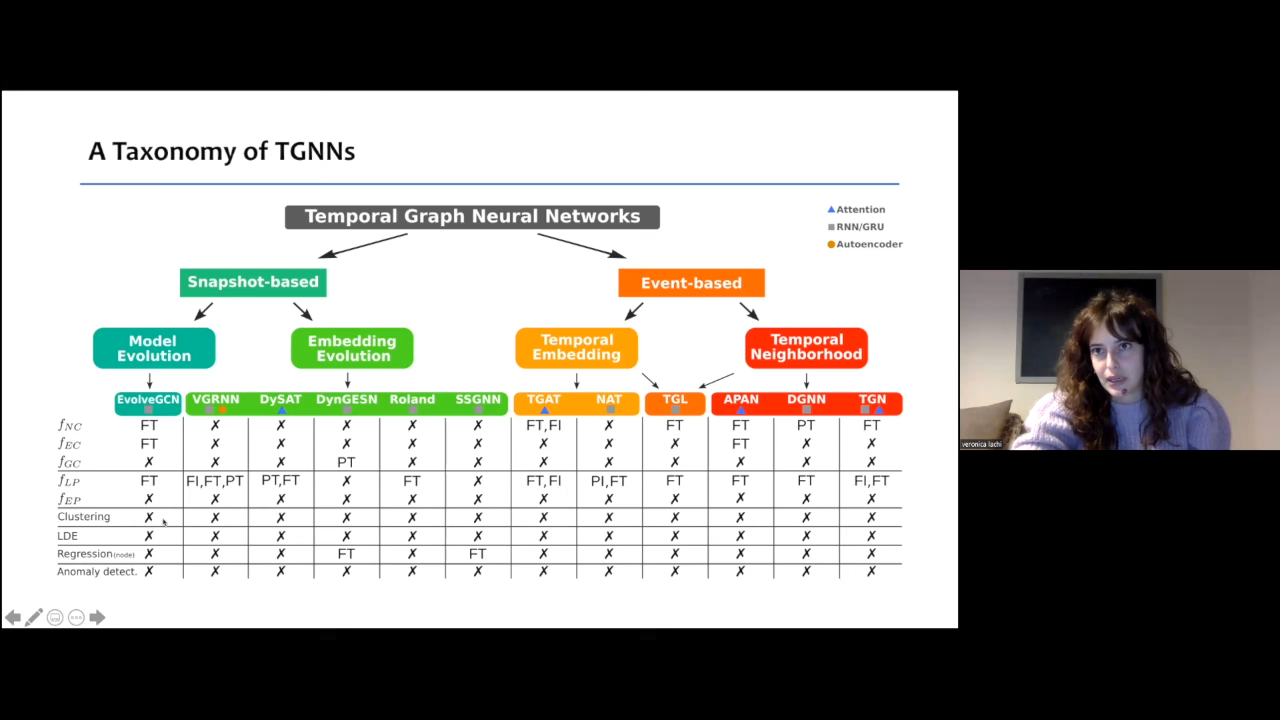 A Taxonomy of TGNNs
Temporal Graph Neural Networks
Attention
RNN/GRU
Autoencoder
Snapshot-based
Event-based
Model
Evolution
Embedding
Evolution
Temporal
Embedding
Temporal
Neighborhood
EvolveGCN VGRNN DySAT DynGESN Roland SSGNN TGAT NAT TGL APAN DGNN TGN
fNC FT ✗ ✗ ✗ ✗ ✗ FT,FI ✗ FT FT PT FT
fEC FT ✗ ✗ ✗ ✗ ✗ ✗ ✗ ✗ FT ✗ ✗
fGC ✗ ✗ ✗ PT ✗ ✗ ✗ ✗ ✗ ✗ ✗ ✗
fLP FT FI,FT,PT PT,FT ✗ FT ✗ FT,FI PI,FT FT FT FT FI,FT
fEP ✗ ✗ ✗ ✗ ✗ ✗ ✗ ✗ ✗ ✗ ✗ ✗
Clustering ✗ ✗ ✗ ✗ ✗ ✗ ✗ ✗ ✗ ✗ ✗ ✗
LDE ✗ ✗ ✗ ✗ ✗ ✗ ✗ ✗ ✗ ✗ ✗ ✗
Regression(node) ✗ ✗ ✗ FT ✗ FT ✗ ✗ ✗ ✗ ✗ ✗
Anomaly detect. ✗ ✗ ✗ ✗ ✗ ✗ ✗ ✗ ✗ ✗ ✗ ✗
veronica lachi